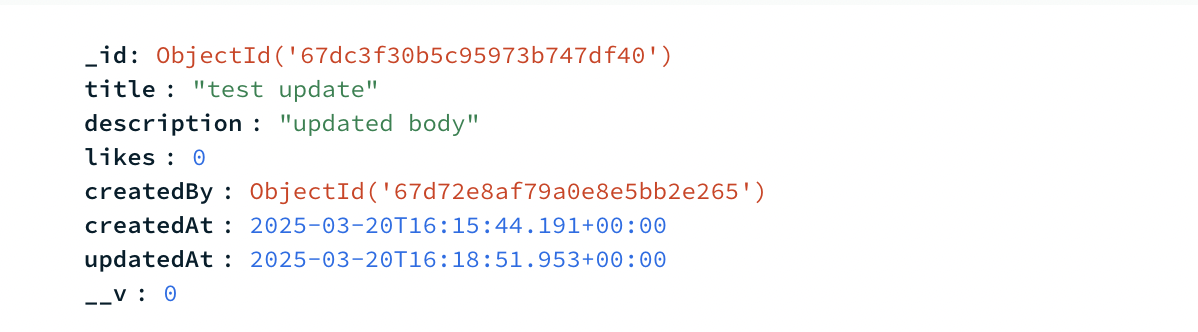 _id: ObjectId('67dc3f30b5c95973b747df40')
title : "test update"
description : "updated body"
likes : 0
createdBy : ObjectId('67d72e8af79a0e8e5bb2e265')
createdAt : 2025-03-20T16:15:44.191+00:00
updatedAt : 2025-03-20T16:18:51.953+00:00
__v : 0